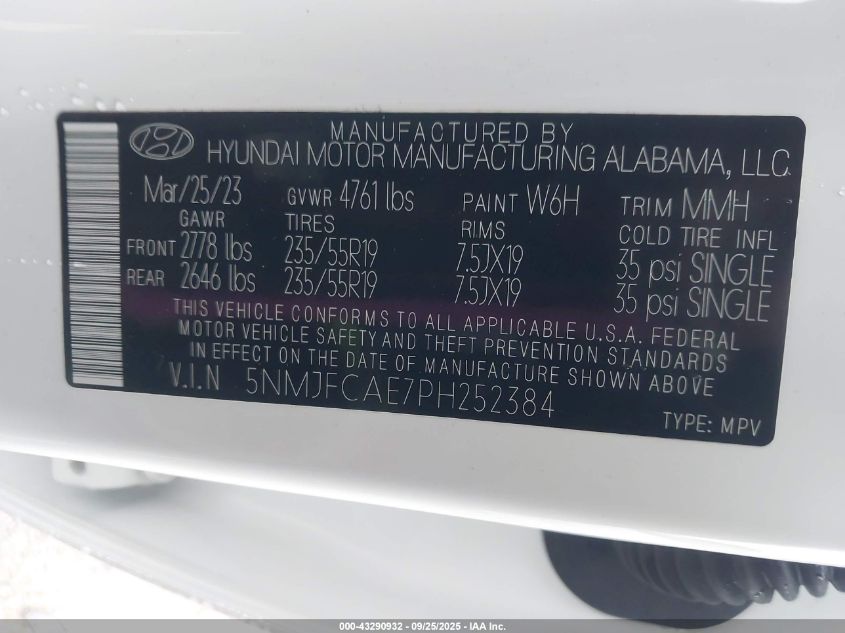 MANUFACTURED BY
HYUNDAI MOTOR MANUFACTURING ALABAMA, LLC
Mar/25/23 GVWR 4761 lbs PAINT W6H TRIM MMH
GAWR TIRES RIMS COLD TIRE INFL
FRONT 2778 lbs 235/55R19 7.5JX19 35 psi SINGLE
REAR 2646 lbs 235/55R19 7.5JX19 35 psi SINGLE
THIS VEHICLE CONFORMS TO ALL APPLICABLE U.S.A. FEDERAL
MOTOR VEHICLE SAFETY AND THEFT PREVENTION STANDARDS
IN EFFECT ON THE DATE OF MANUFACTURE SHOWN ABOVE
V.I.N 5NMJFCAE7PH252384
TYPE: MPV
000-43290932 - 09/25/2025 - IAA Inc.